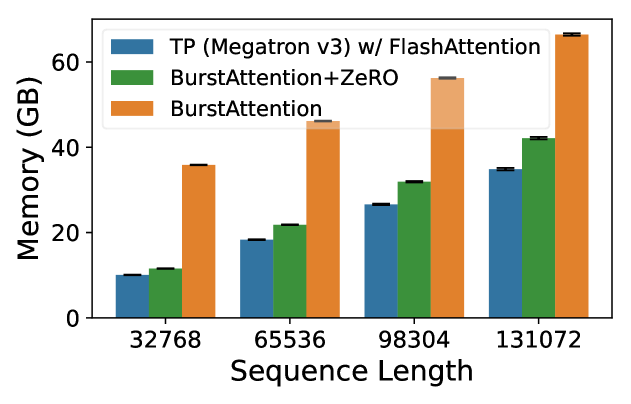 TP (Megatron v3) w/ FlashAttention
BurstAttention+ZeRO
BurstAttention
Memory (GB)
60
40
20
0
32768 65536 98304 131072
Sequence Length